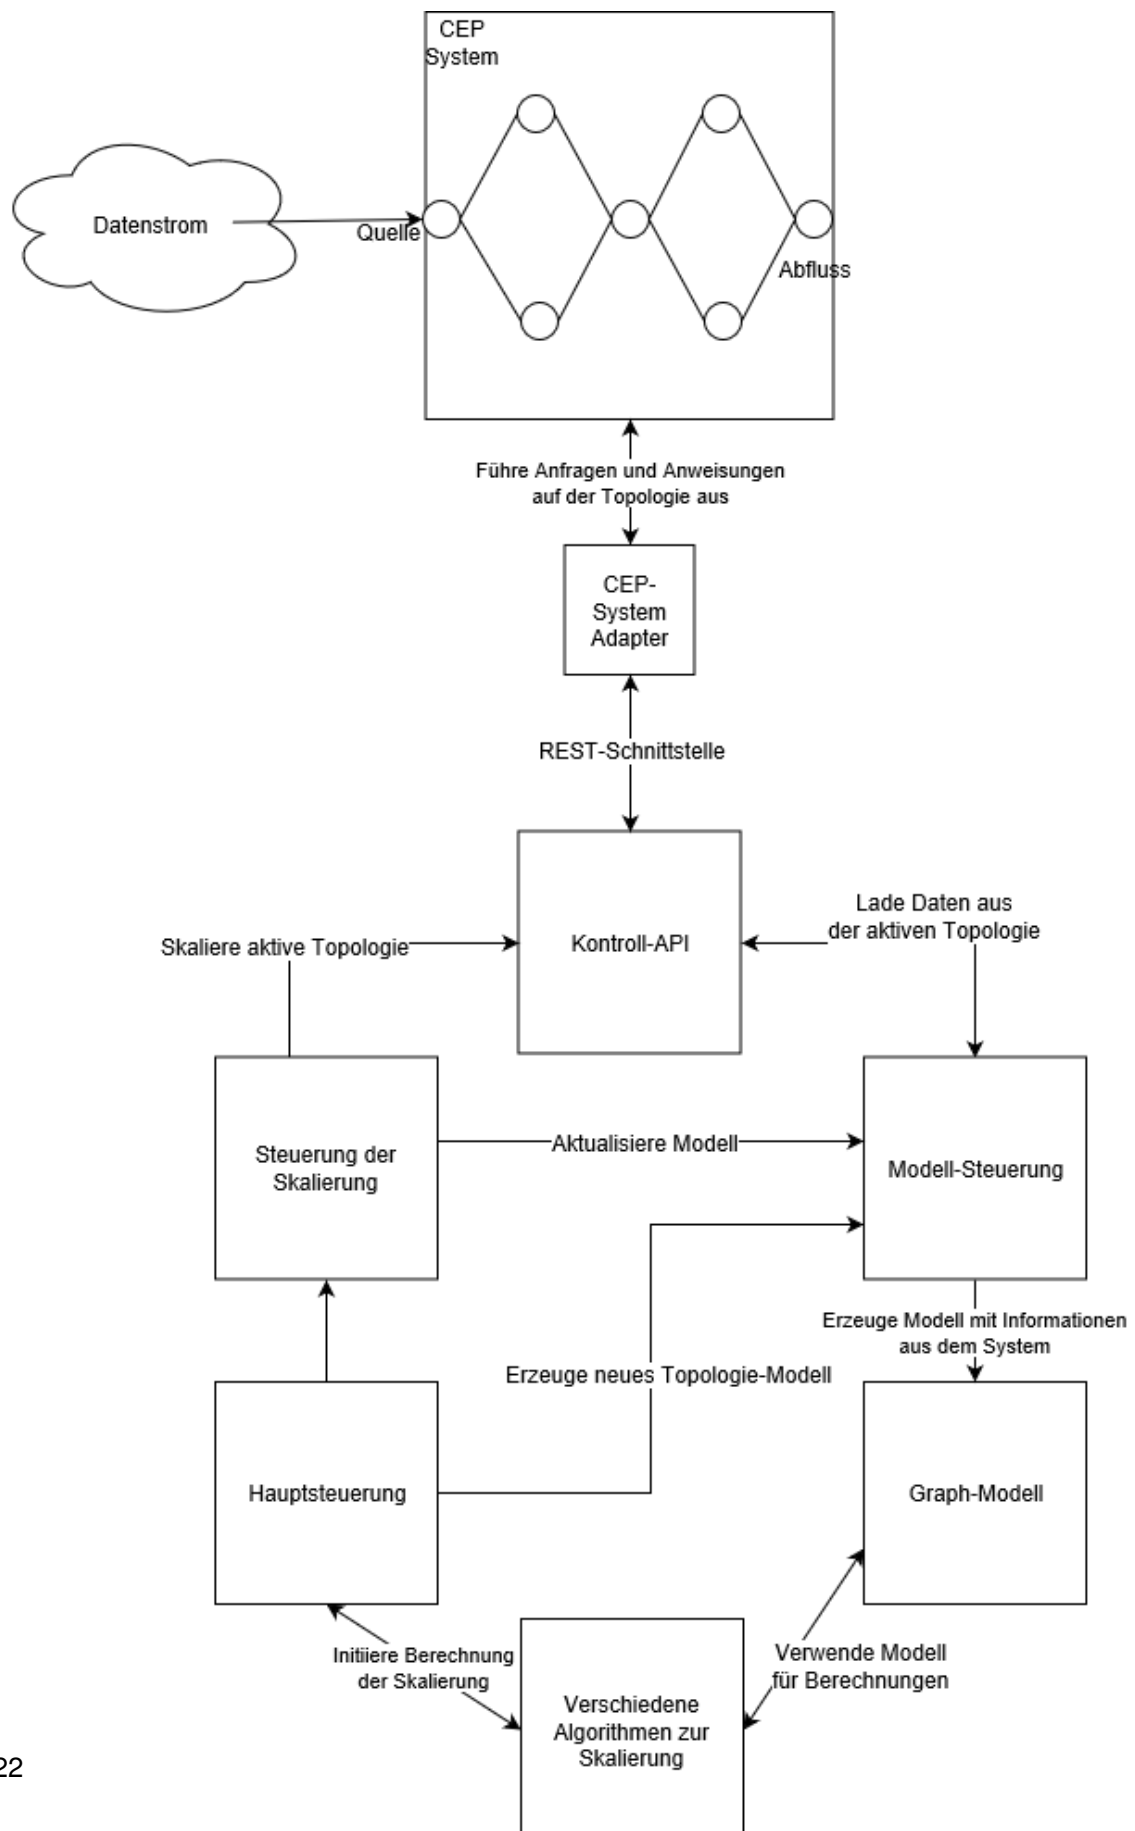 CEP
System
Datenstrom
Quelle
Abfluss
Führe Anfragen und Anweisungen
auf der Topologie aus
CEP-
System
Adapter
REST-Schnittstelle
Lade Daten aus
der aktiven Topologie
Skaliere aktive Topologie
Kontroll-API
Steuerung der
Skalierung
Aktualisiere Modell
Modell-Steuerung
Erzeuge Modell mit Informationen
aus dem System
Erzeuge neues Topologie-Modell
Hauptsteuerung
Graph-Modell
Initiiere Berechnung
der Skalierung
Verwende Modell
für Berechnungen
Verschiedene
Algorithmen zur
Skalierung
22